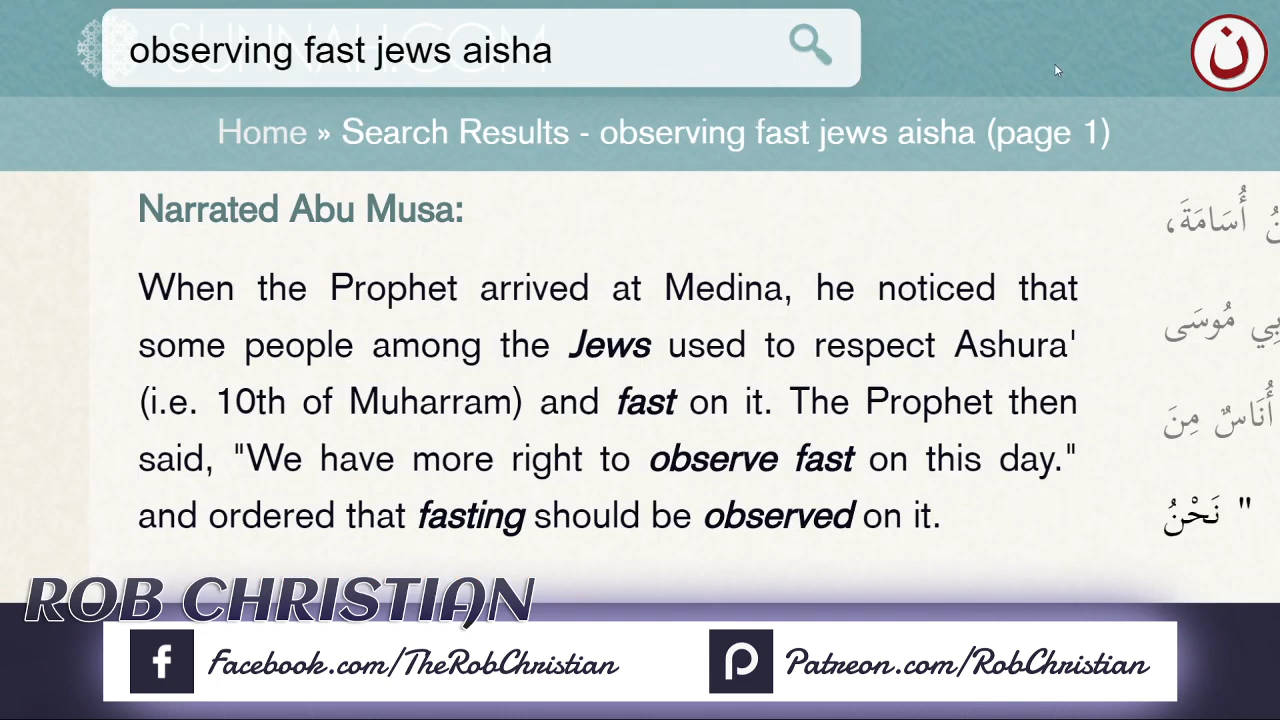 observing fast jews aisha
SUNNAH.COM
ن
Home » Search Results - observing fast jews aisha (page 1)
Narrated Abu Musa:
When the Prophet arrived at Medina, he noticed that
some people among the Jews used to respect Ashura'
(i.e. 10th of Muharram) and fast on it. The Prophet then
said, "We have more right to observe fast on this day."
and ordered that fasting should be observed on it.
أُسَامَةَ،
مُوسَى
أُنَاسٌ مِنَ
" نَحْنُ
ROB CHRISTIAN
f Facebook.com/TheRobChristian
Patreon.com/RobChristian